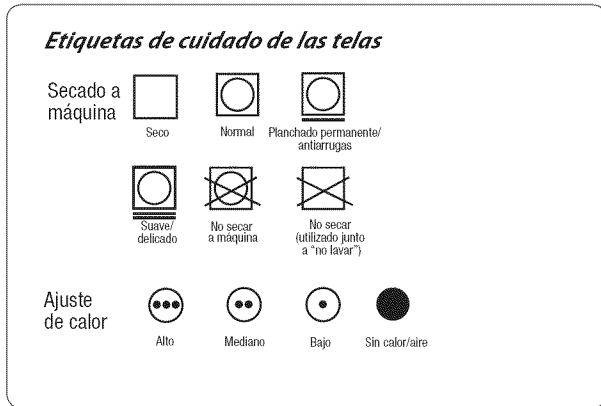 Etiquetas de cuidado de las telas
Secado a
máquina
Seco
Normal
Planchado permanente/
antiarrugas
Suave/
delicado
No secar
a máquina
No secar
(utilizado junto
a “no lavar”)
Ajuste
de calor
Alto
Mediano
Bajo
Sin calor/aire